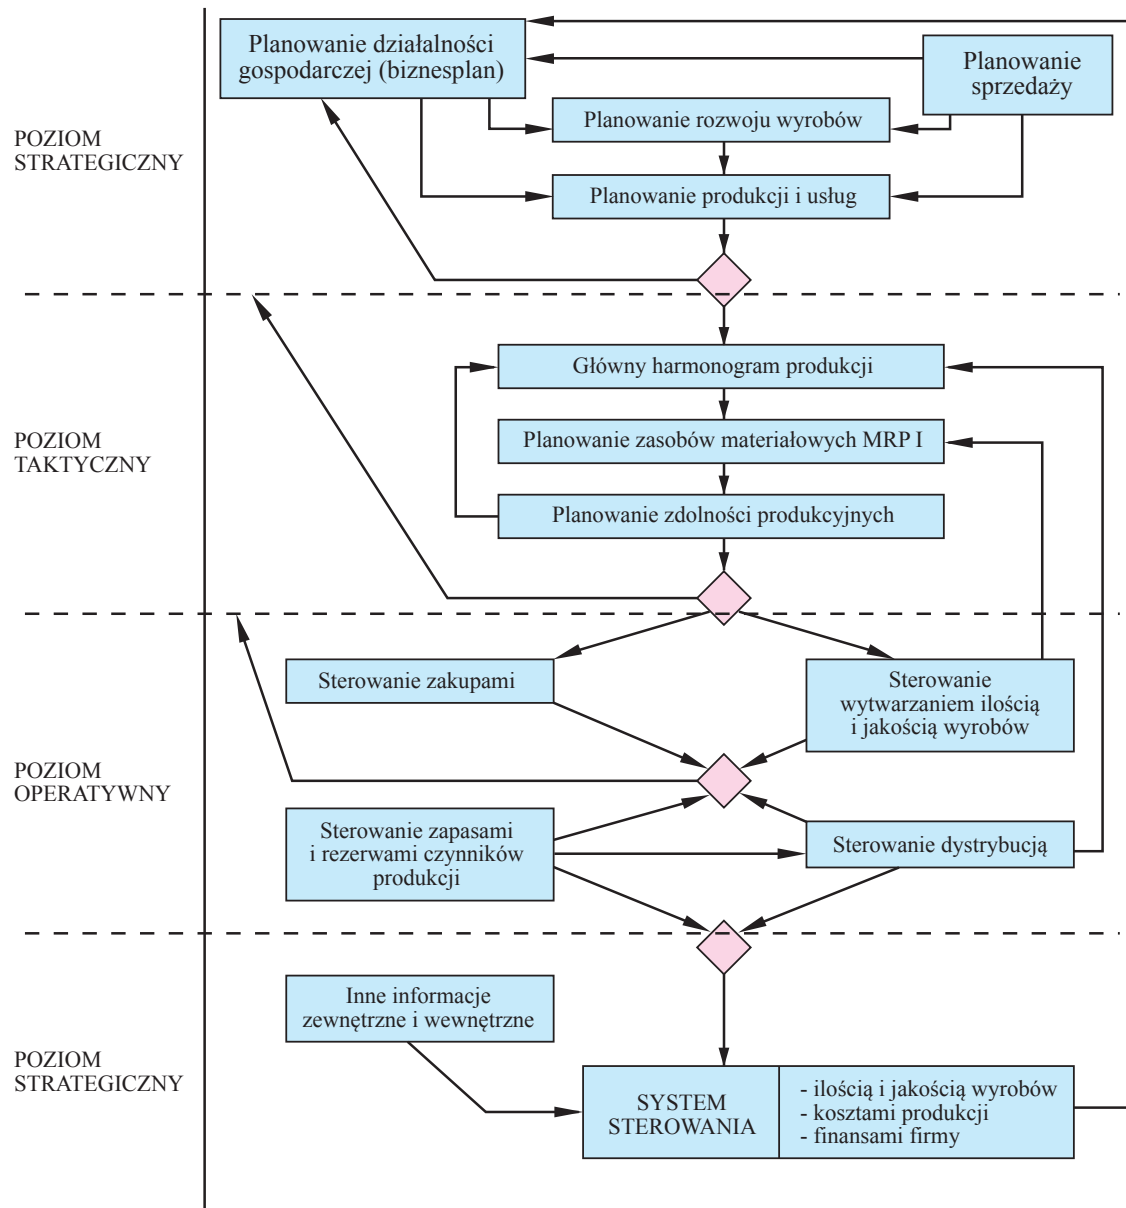 Planowanie działalności
gospodarczej (biznesplan)
Planowanie
sprzedaży
Planowanie rozwoju wyrobów
POZIOM
STRATEGICZNY
Planowanie produkcji i usług
Główny harmonogram produkcji
POZIOM
TAKTYCZNY
Planowanie zasobów materiałowych MRP I
Planowanie zdolności produkcyjnych
Sterowanie zakupami
Sterowanie
wytwarzaniem ilością
i jakością wyrobów
POZIOM
OPERATYWNY
Sterowanie zapasami
i rezerwami czynników
produkcji
Sterowanie dystrybucją
Inne informacje
zewnętrzne i wewnętrzne
POZIOM
STRATEGICZNY
SYSTEM
STEROWANIA
- ilością i jakością wyrobów
- kosztami produkcji
- finansami firmy